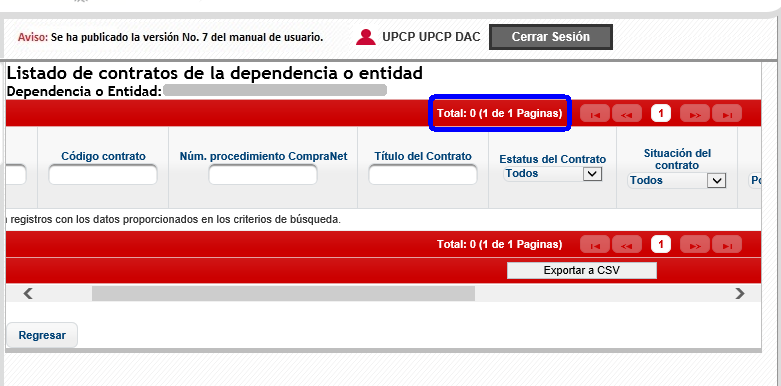 Aviso: Se ha publicado la versión No. 7 del manual de usuario.
UPCP UPCP DAC
Cerrar Sesión
Listado de contratos de la dependencia o entidad
Dependencia o Entidad:
Total: 0 (1 de 1 Paginas)
1
Código contrato
Núm. procedimiento CompraNet
Título del Contrato
Estatus del Contrato
Todos
Situación del
contrato
Todos
registros con los datos proporcionados en los criterios de búsqueda.
Total: 0 (1 de 1 Paginas)
1
Exportar a CSV
Regresar